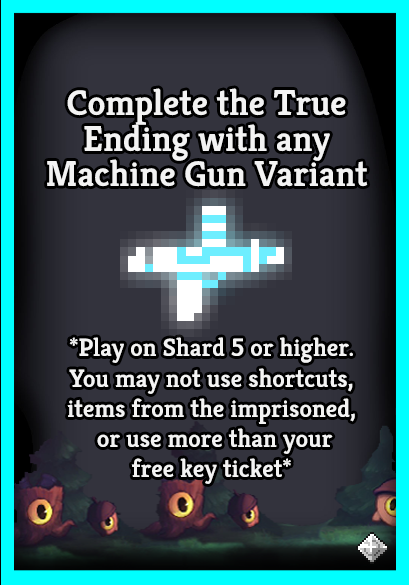 Complete the True
Ending with any
Machine Gun Variant
*Play on Shard 5 or higher.
You may not use shortcuts,
items from the imprisoned,
or use more than your
free key ticket*